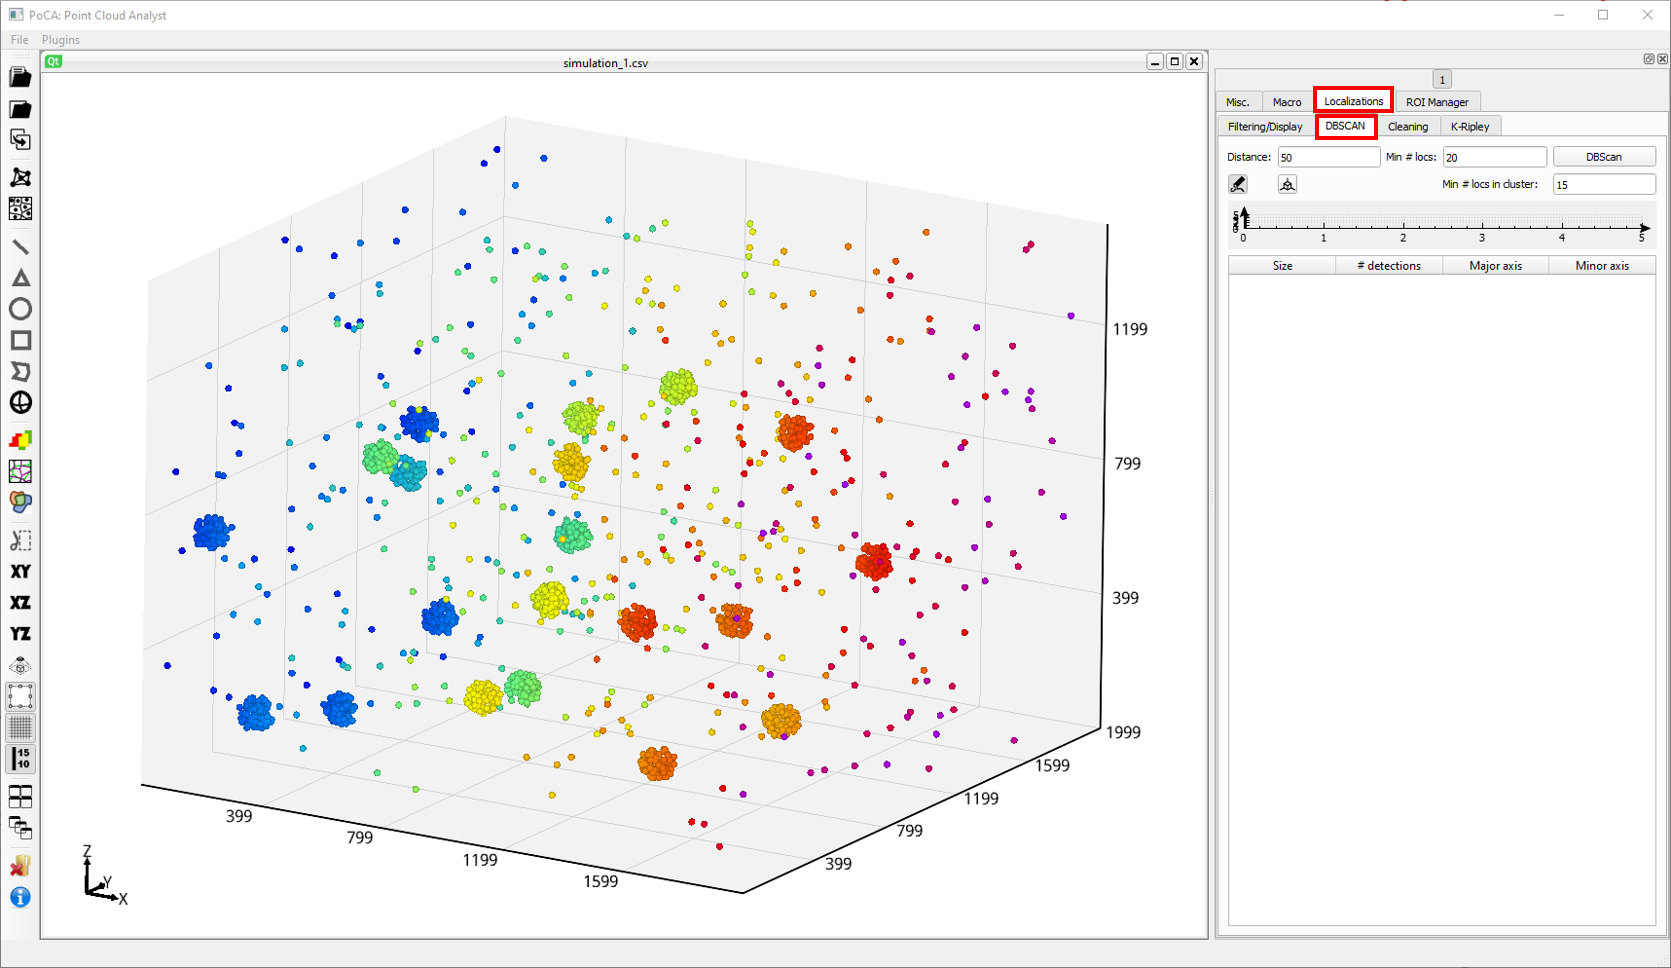 PoCA: Point Cloud Analyst
File Plugins
Qt simulation_1.csv
1
Misc. Macro Localizations ROI Manager
Filtering/Display DBSCAN Cleaning K-Ripley
Distance: 50 Min # locs: 20 DBScan
Min # locs in cluster: 15
0 1 2 3 4 5
Size # detections Major axis Minor axis
XY
XZ
YZ
15
10
1199
799
399
1999
1599
1199
799
399
399
799
1199
1599
Z
Y
X